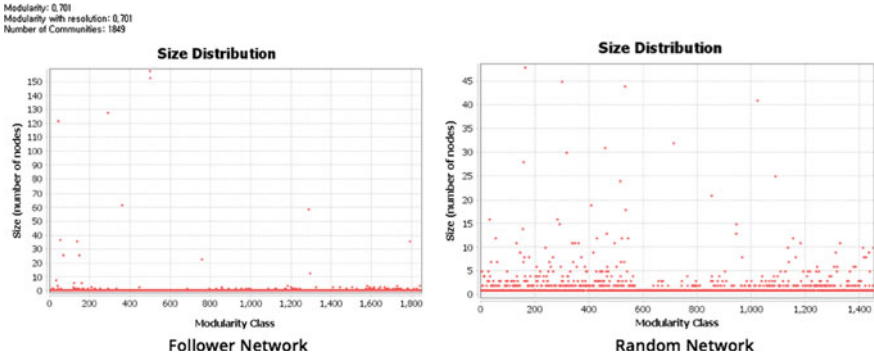 Modularity: 0,701
Modularity with resolution: 0,701
Number of Communities: 1849
Size Distribution
Size (number of nodes)
150
140
130
120
110
100
90
80
70
60
50
40
30
20
10
0
0 200 400 600 800 1,000 1,200 1,400 1,600 1,800
Modularity Class
Follower Network
Size Distribution
Size (number of nodes)
45
40
35
30
25
20
15
10
5
0
0 200 400 600 800 1,000 1,200 1,400
Modularity Class
Random Network